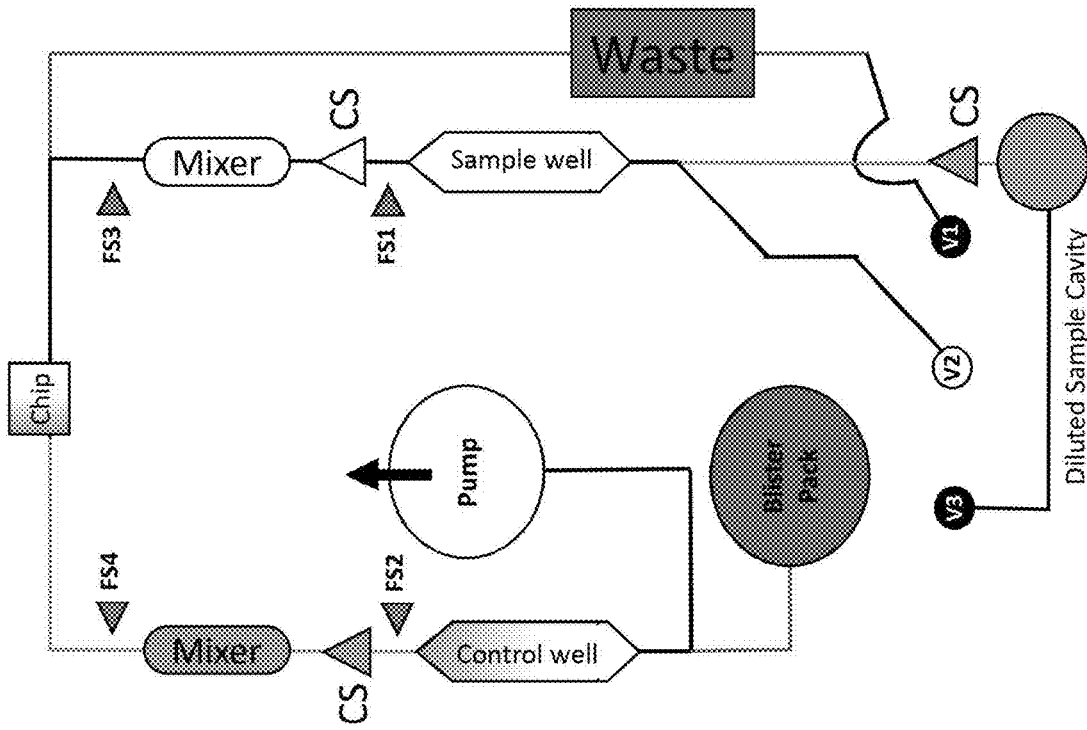 Waste
CS
Mixer
Sample well
CS
FS3
FS1
V1
Chip
V2
Diluted Sample Cavity
Pump
Blister
Pack
V3
FS4
FS2
Mixer
Control well
CS